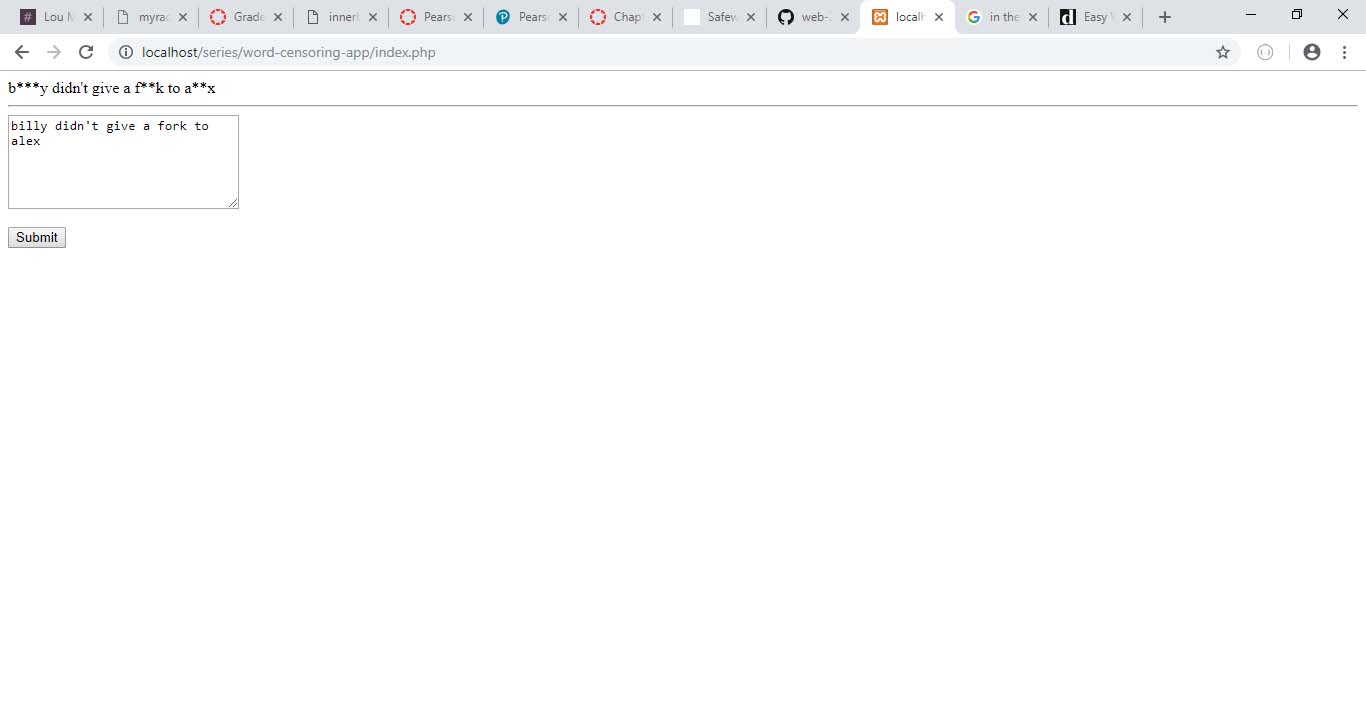 Lou M
myrac
Grade
inneri
Pears
Pears
Chapt
Safew
web-
localh
in the
Easy
localhost/series/word-censoring-app/index.php
b***y didn't give a f**k to a**x
billy didn't give a fork to
alex
Submit